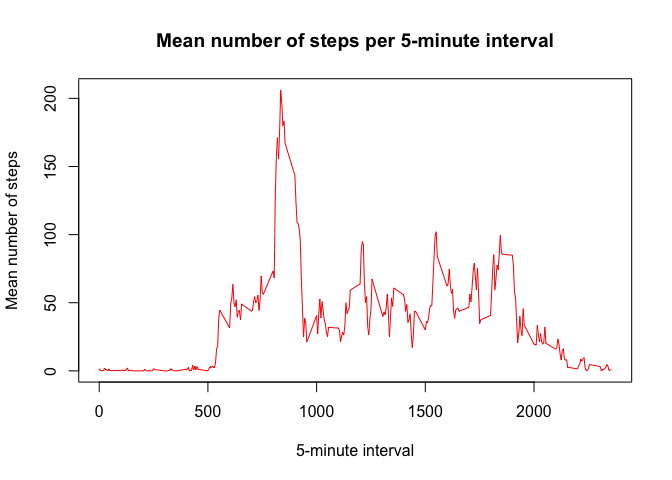 Mean number of steps per 5-minute interval
Mean number of steps
200
150
100
50
0
0 500 1000 1500 2000
5-minute interval